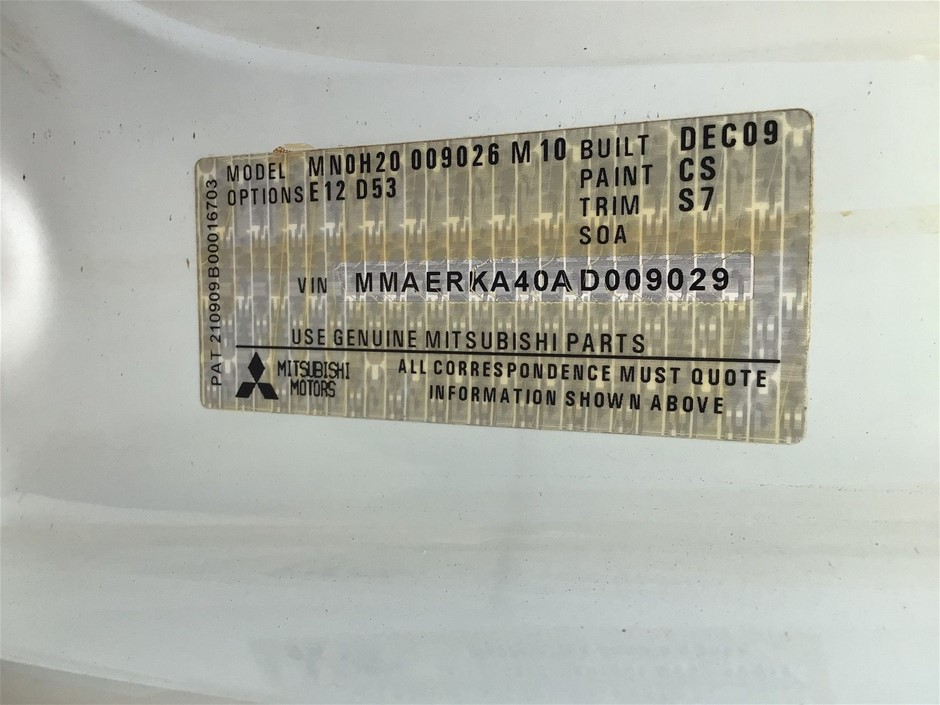 MODEL MN0H20 009026 M10 BUILT DEC09
OPTIONS E12 D53 PAINT CS
TRIM S7
SOA
VIN MMAERKA40AD009029
USE GENUINE MITSUBISHI PARTS
MITSUBISHI MOTORS
ALL CORRESPONDENCE MUST QUOTE
INFORMATION SHOWN ABOVE
PAT 210909B00016703